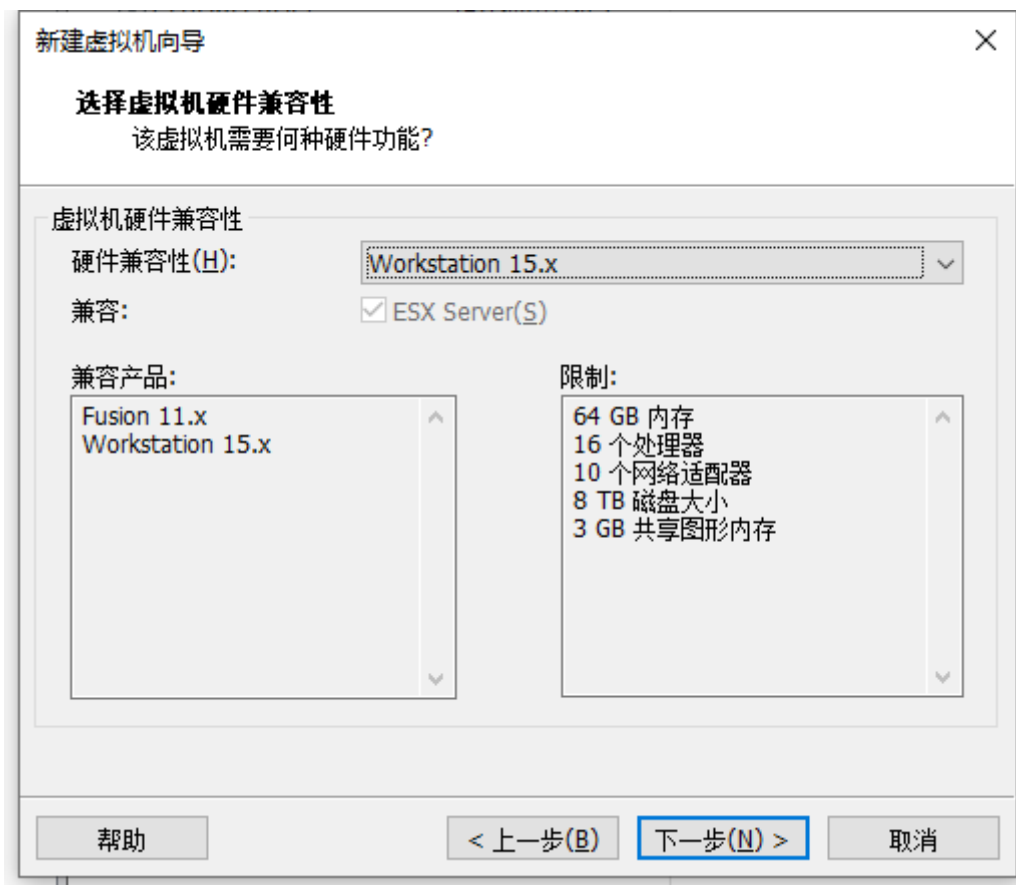 新建虚拟机向导
选择虚拟机硬件兼容性
该虚拟机需要何种硬件功能?
虚拟机硬件兼容性
硬件兼容性(H): Workstation 15.x
兼容: ESX Server(S)
兼容产品:
Fusion 11.x
Workstation 15.x
限制:
64 GB 内存
16 个处理器
10 个网络适配器
8 TB 磁盘大小
3 GB 共享图形内存
帮助 < 上一步(B) 下一步(N) > 取消